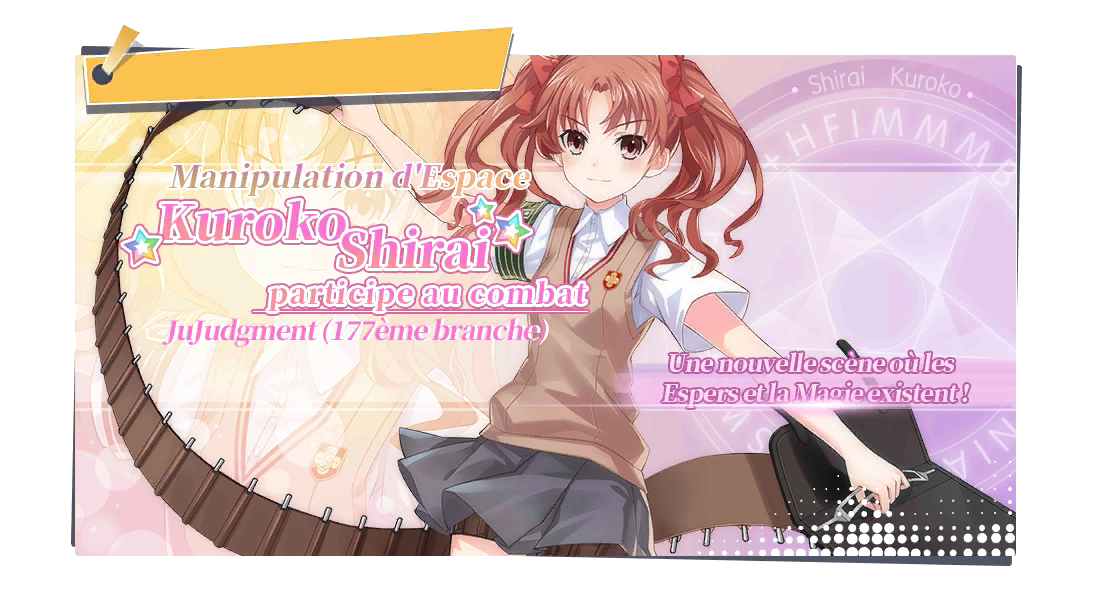 Shirai Kuroko
HFIMMMB
Manipulation d'Espace
Kuroko
Shirai
participe au combat
JuJudgment (177ème branche)
Une nouvelle scène où les
Espers et la Magie existent !